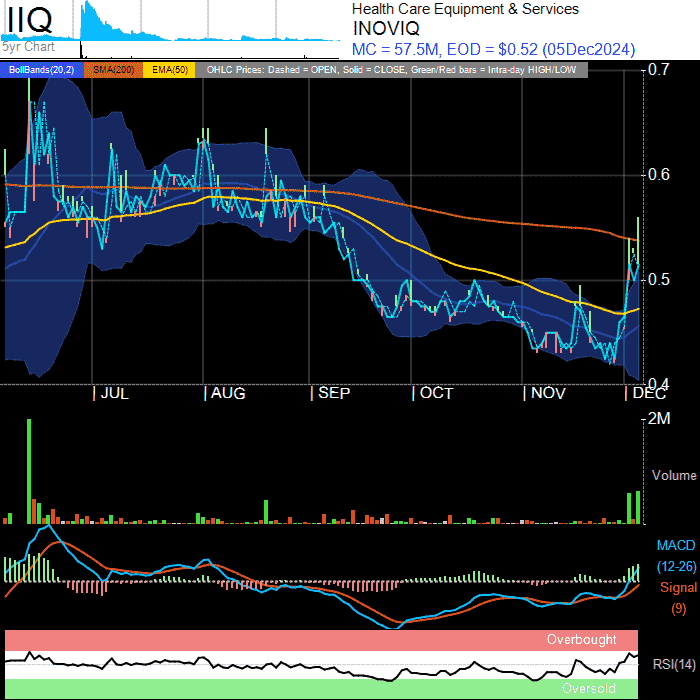 IIQ
5yr Chart
Health Care Equipment & Services
INOVIQ
MC = 57.5M, EOD = $0.52 (05Dec2024)
BollBands(20,2) SMA(200) EMA(50) OHLC Prices: Dashed = OPEN, Solid = CLOSE, Green/Red bars = Intra-day HIGH/LOW
0.7
0.6
0.5
0.4
| JUL | AUG | SEP | OCT | NOV | DEC
2M
Volume
MACD
(12-26)
Signal
(9)
Overbought
RSI(14)
Oversold